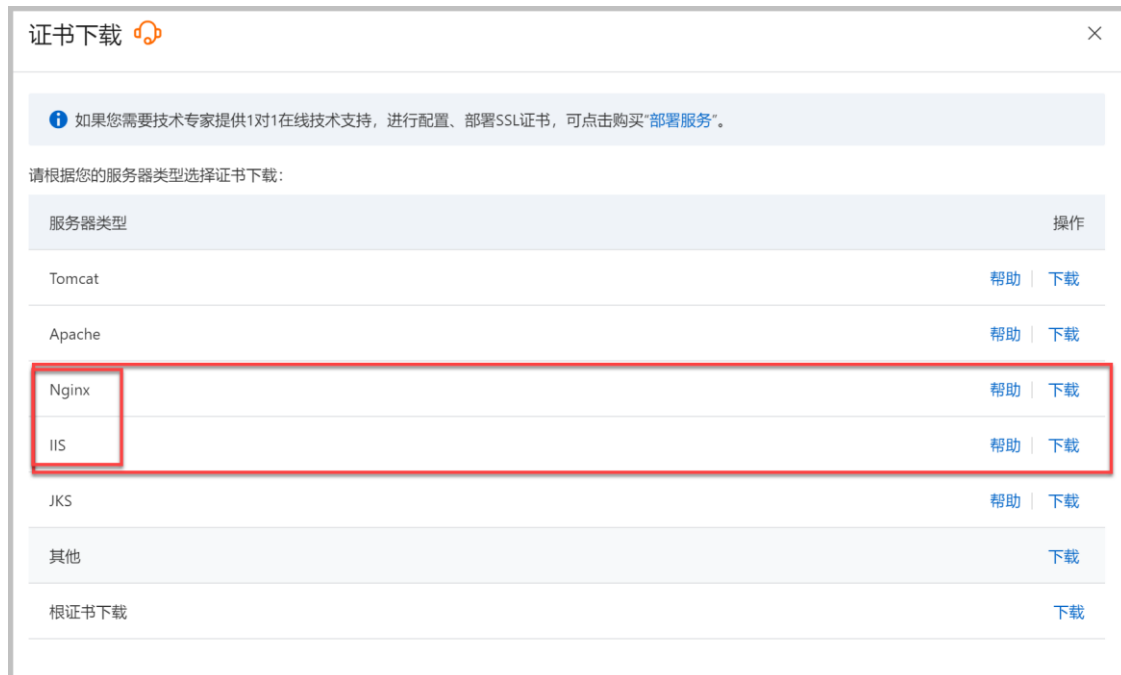 证书下载
如果您需要技术专家提供1对1在线技术支持，进行配置、部署SSL证书，可点击购买“部署服务”。
请根据您的服务器类型选择证书下载：
服务器类型 操作
Tomcat 帮助 下载
Apache 帮助 下载
Nginx 帮助 下载
IIS 帮助 下载
JKS 帮助 下载
其他 下载
根证书下载 下载